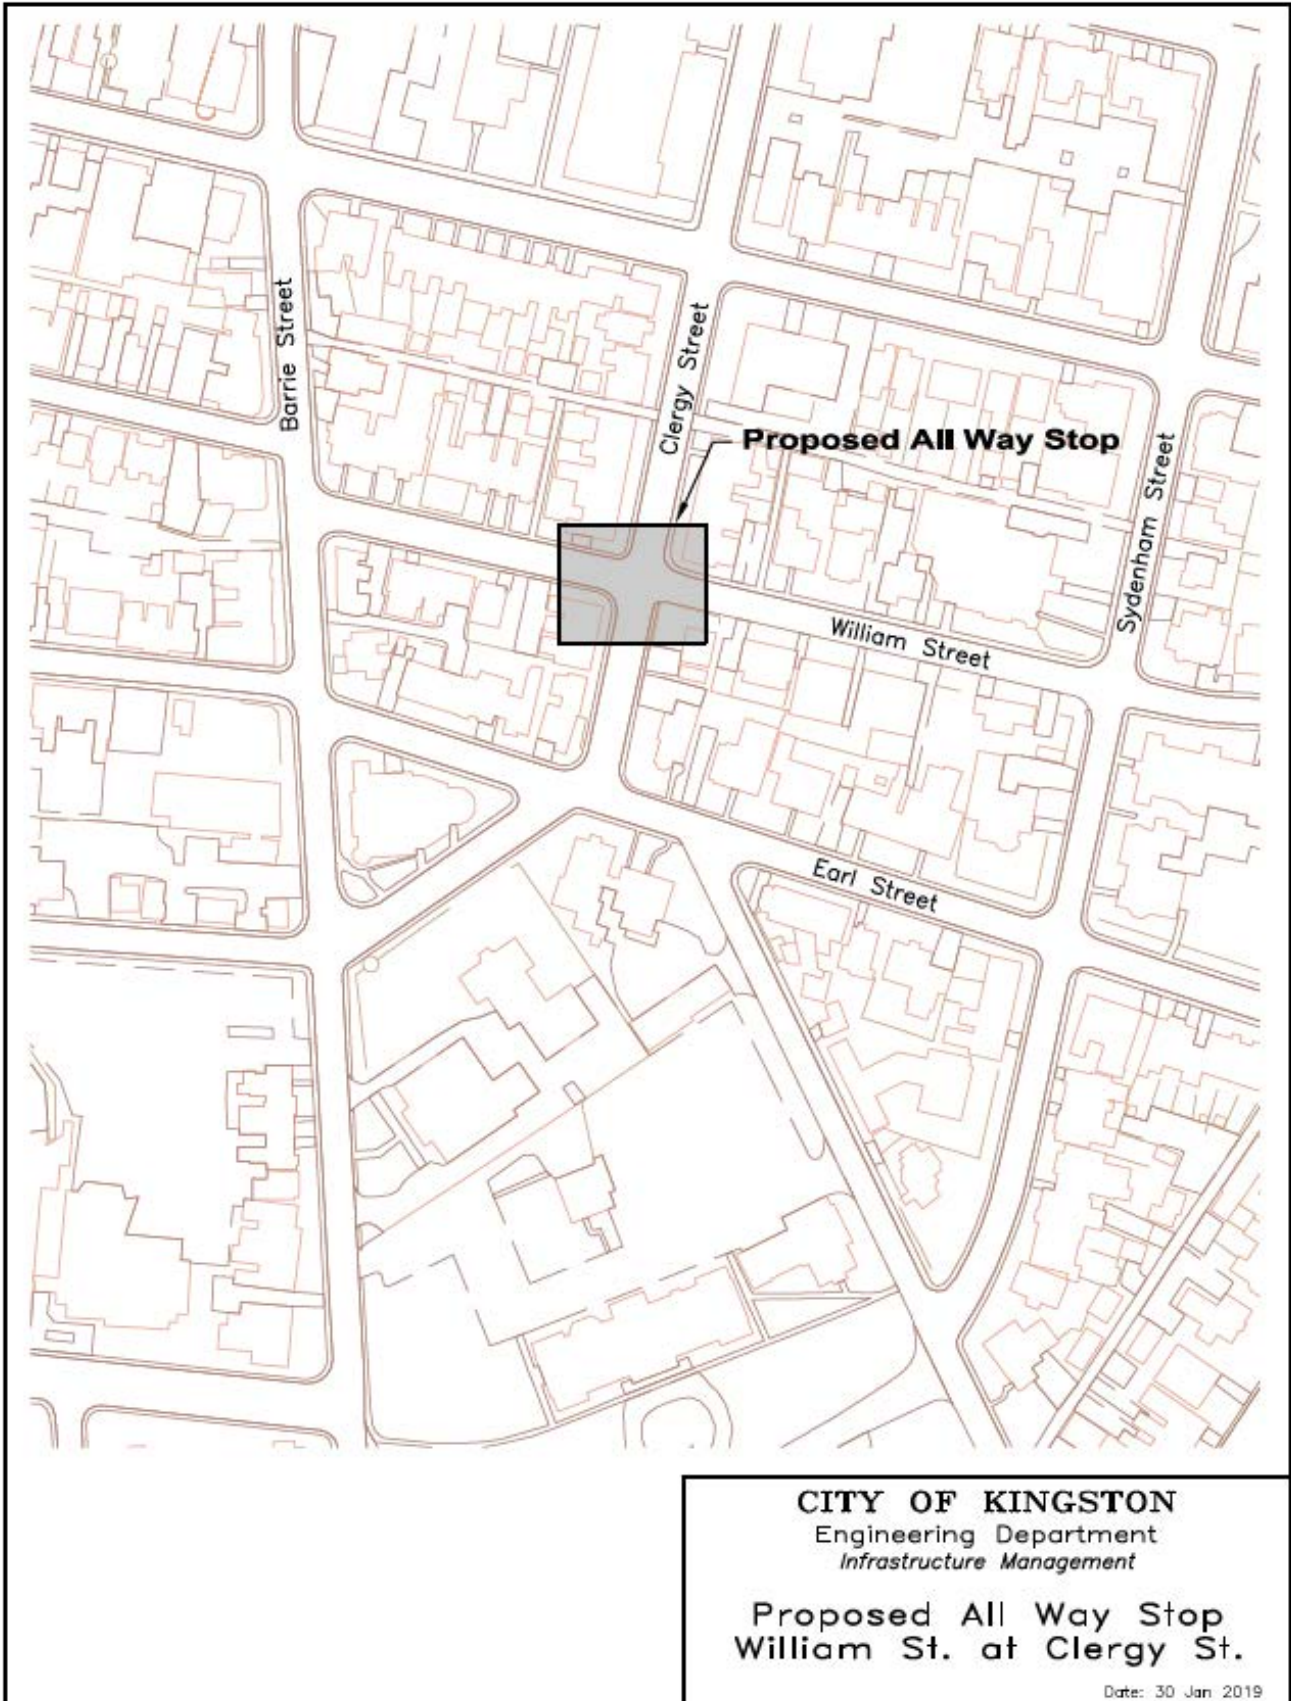 Barrie Street
Clergy Street
Proposed All Way Stop
Sydenham Street
William Street
Earl Street
CITY OF KINGSTON
Engineering Department
Infrastructure Management
Proposed All Way Stop
William St. at Clergy St.
Date: 30 Jan 2019